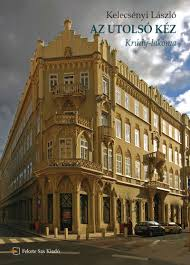 Kelecsényi László
AZ UTOLSÓ KÉZ
Krúdy-lakoma
Fekete Sas Kiadó